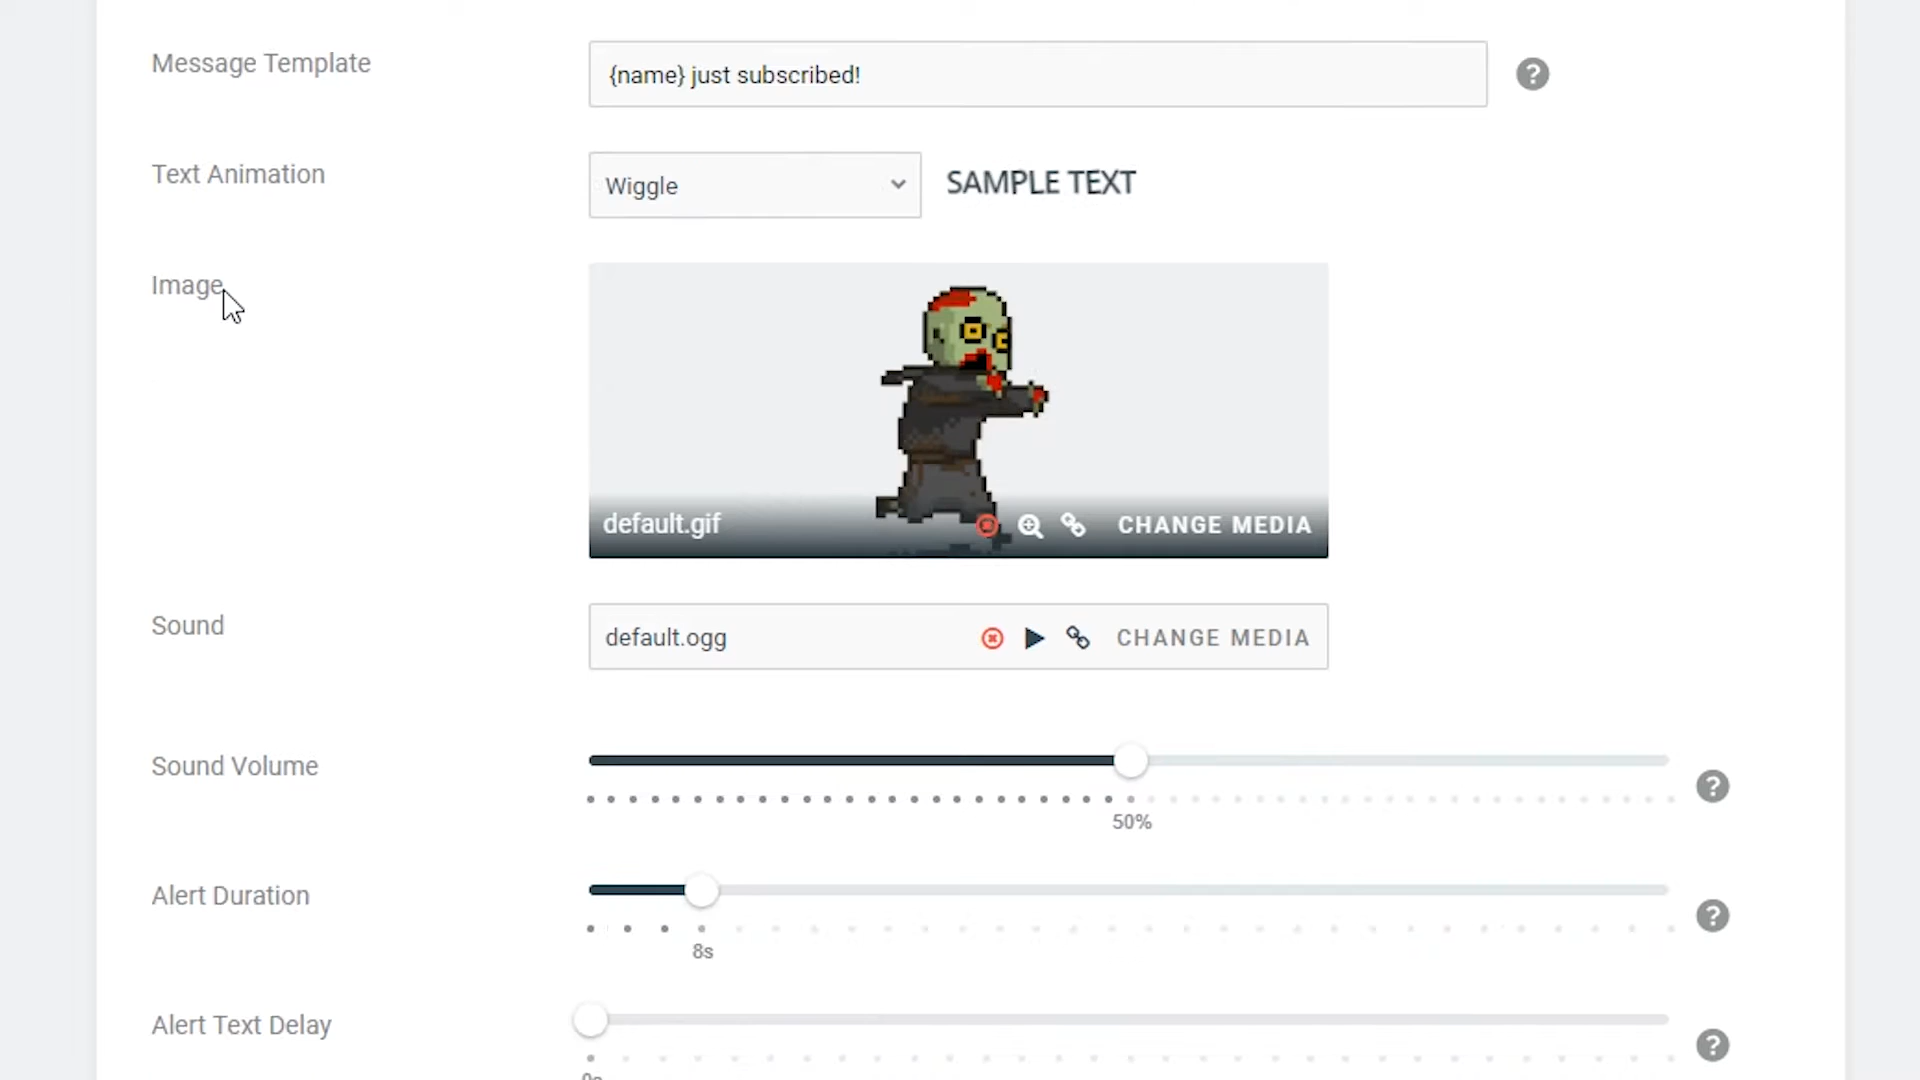 Message Template
{name} just subscribed!
Text Animation
Wiggle
SAMPLE TEXT
Image
default.gif
CHANGE MEDIA
Sound
default.ogg
CHANGE MEDIA
Sound Volume
50%
Alert Duration
8s
Alert Text Delay